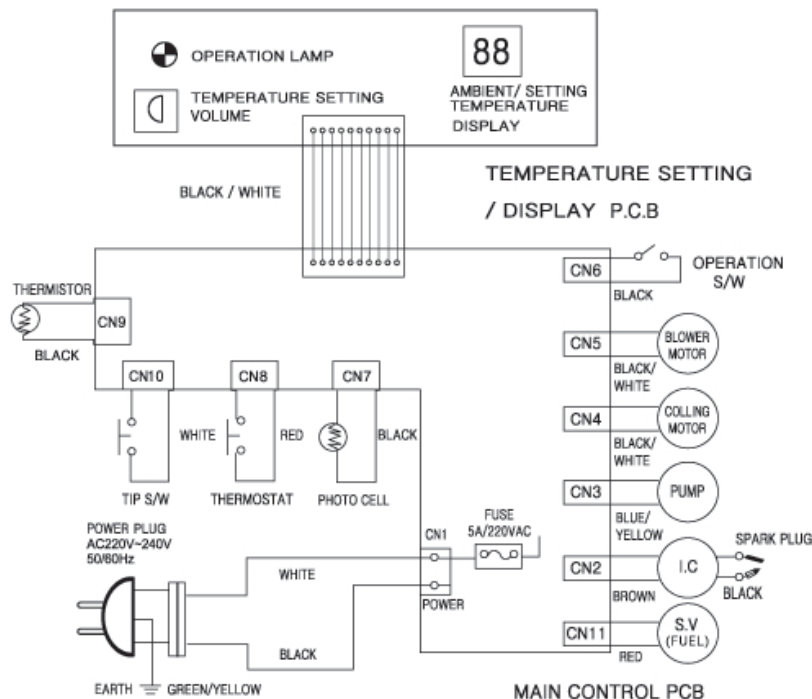 OPERATION LAMP
88
TEMPERATURE SETTING
VOLUME
AMBIENT/ SETTING
TEMPERATURE
DISPLAY
BLACK / WHITE
TEMPERATURE SETTING
/ DISPLAY P.C.B
THERMISTOR
CN9
BLACK
CN6
OPERATION
S/W
BLACK
CN5
BLOWER
MOTOR
BLACK/
WHITE
CN10
CN8
CN7
CN4
COLLING
MOTOR
BLACK/
WHITE
WHITE
RED
BLACK
TIP S/W
THERMOSTAT
PHOTO CELL
CN3
PUMP
BLUE/
YELLOW
POWER PLUG
AC220V~240V
50/60Hz
CN1
FUSE
5A/220VAC
WHITE
POWER
CN2
I.C
SPARK PLUG
BROWN
BLACK
BLACK
CN11
S.V
(FUEL)
RED
EARTH
GREEN/YELLOW
MAIN CONTROL PCB